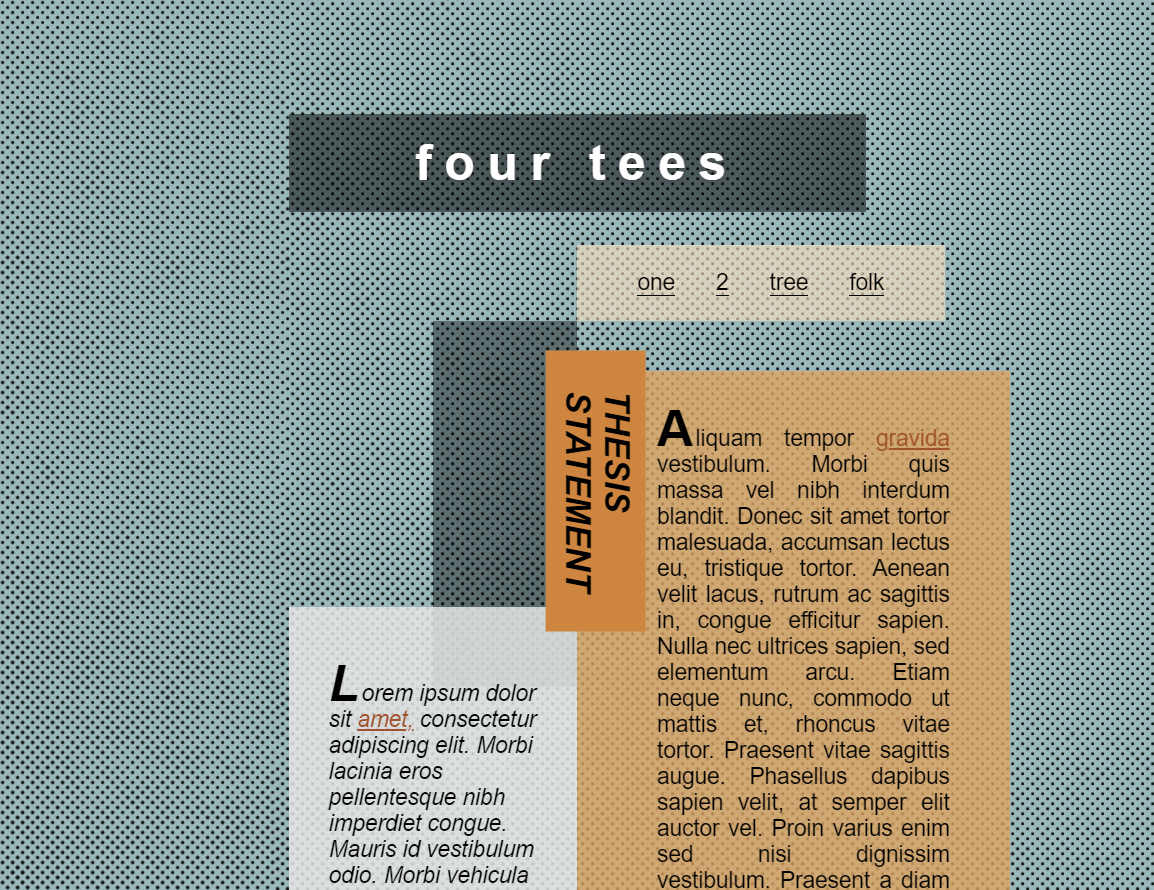 four tees
one 2 tree folk
THESIS
STATEMENT
Aliquam tempor gravida
vestibulum. Morbi quis
massa vel nibh interdum
blandit. Donec sit amet tortor
malesuada, accumsan lectus
eu, tristique tortor. Aenean
velit lacus, rutrum ac sagittis
in, congue efficitur sapien.
Nulla nec ultrices sapien, sed
elementum arcu. Etiam
neque nunc, commodo ut
mattis et, rhoncus vitae
tortor. Praesent vitae sagittis
augue. Phasellus dapibus
sapien velit, at semper elit
auctor vel. Proin varius enim
sed nisi dignissim
vestibulum. Praesent a diam
Lorem ipsum dolor
sit amet, consectetur
adipiscing elit. Morbi
lacinia eros
pellentesque nibh
imperdiet congue.
Mauris id vestibulum
odio. Morbi vehicula